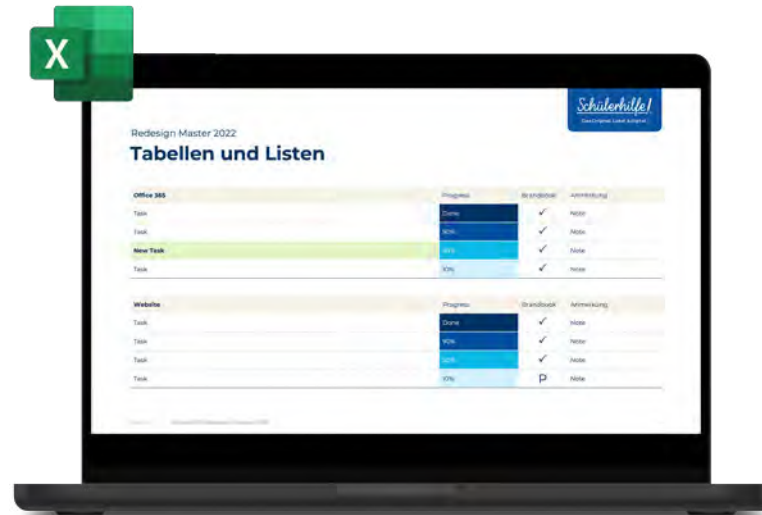 X
Schülerhilfe!
Redesign Master 2022
Tabellen und Listen
Office 365 Progress Brandlook Anmerkung
Task Done ✓ Note
Task 90% ✓ Note
New Task ✓ Note
Task 10% ✓ Note
Website Progress Brandlook Anmerkung
Task Done ✓ Note
Task 90% ✓ Note
Task 50% ✓ Note
Task 10% P Note